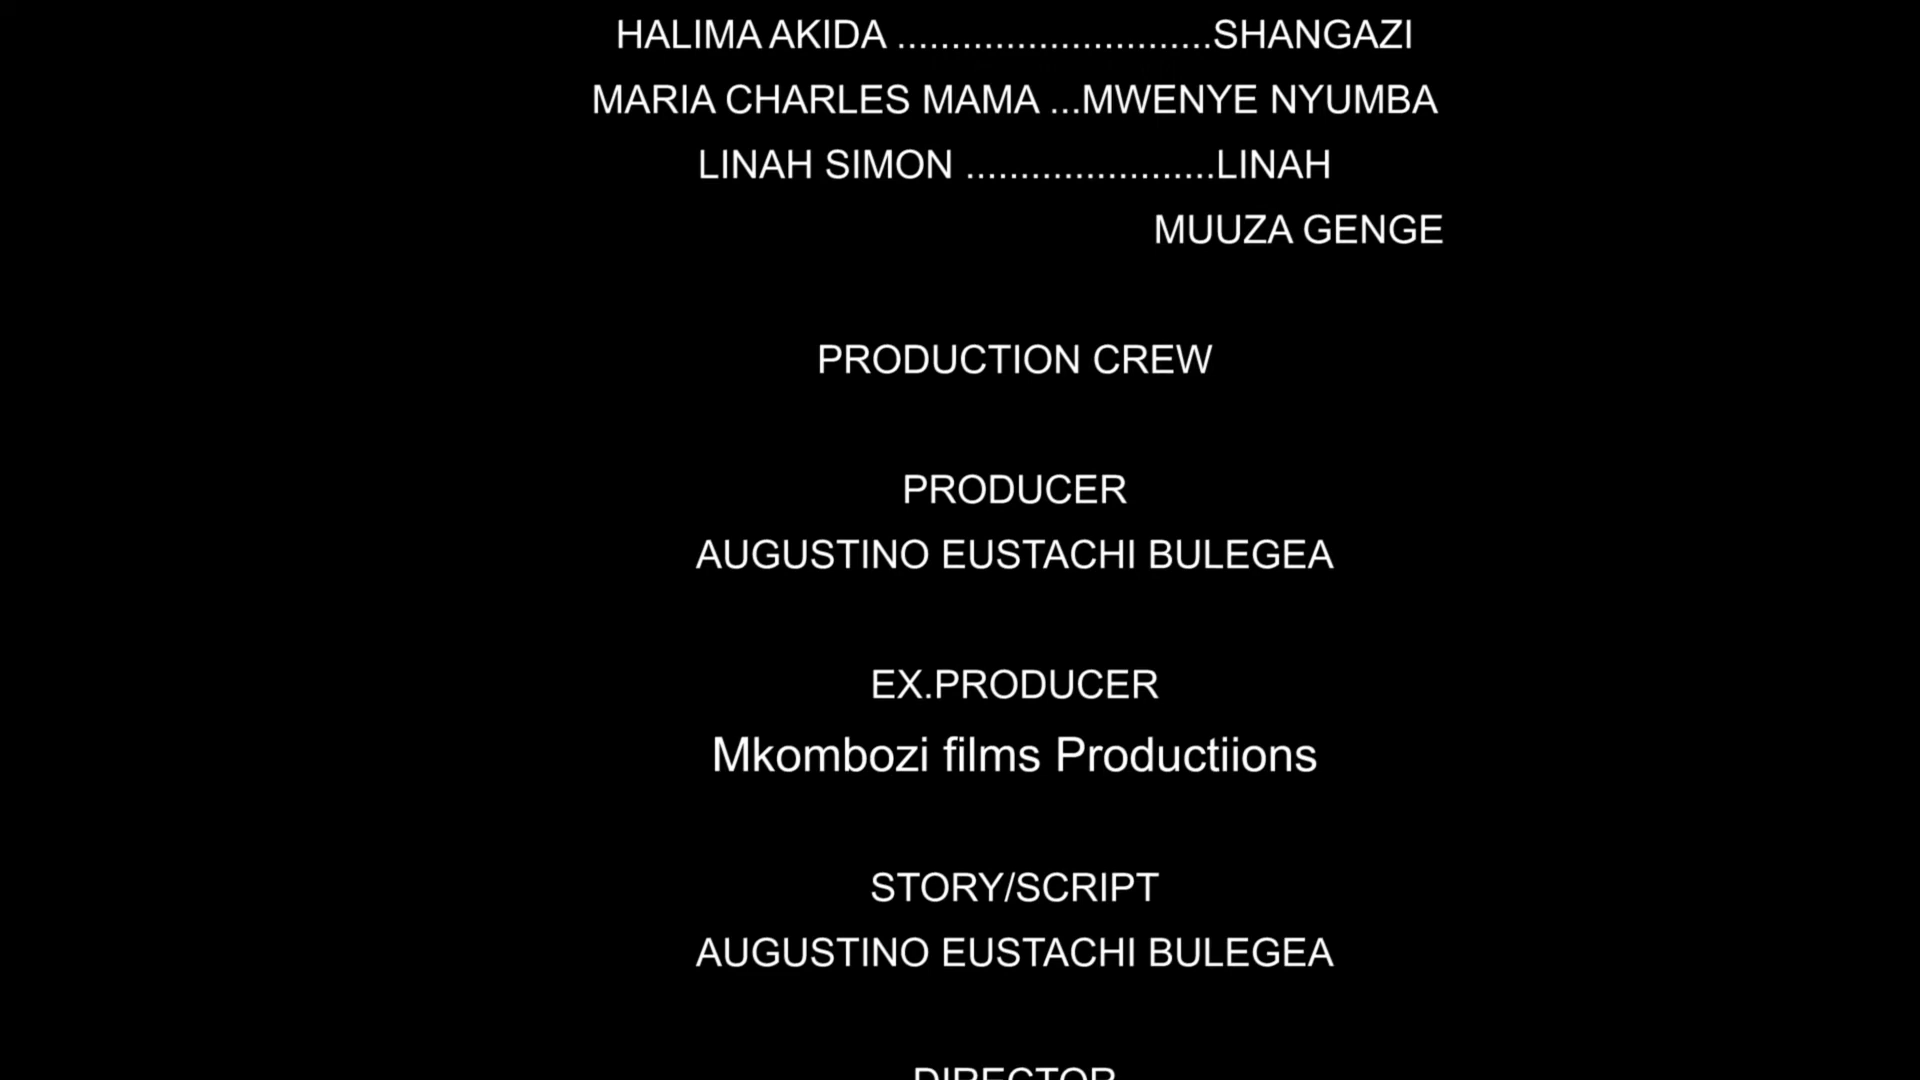 HALIMA AKIDA .............................SHANGAZI
MARIA CHARLES MAMA ...MWENYE NYUMBA
LINAH SIMON .......................LINAH
MUUZA GENGE
PRODUCTION CREW
PRODUCER
AUGUSTINO EUSTACHI BULEGEA
EX.PRODUCER
Mkombozi films Productiions
STORY/SCRIPT
AUGUSTINO EUSTACHI BULEGEA
DIRECTOR